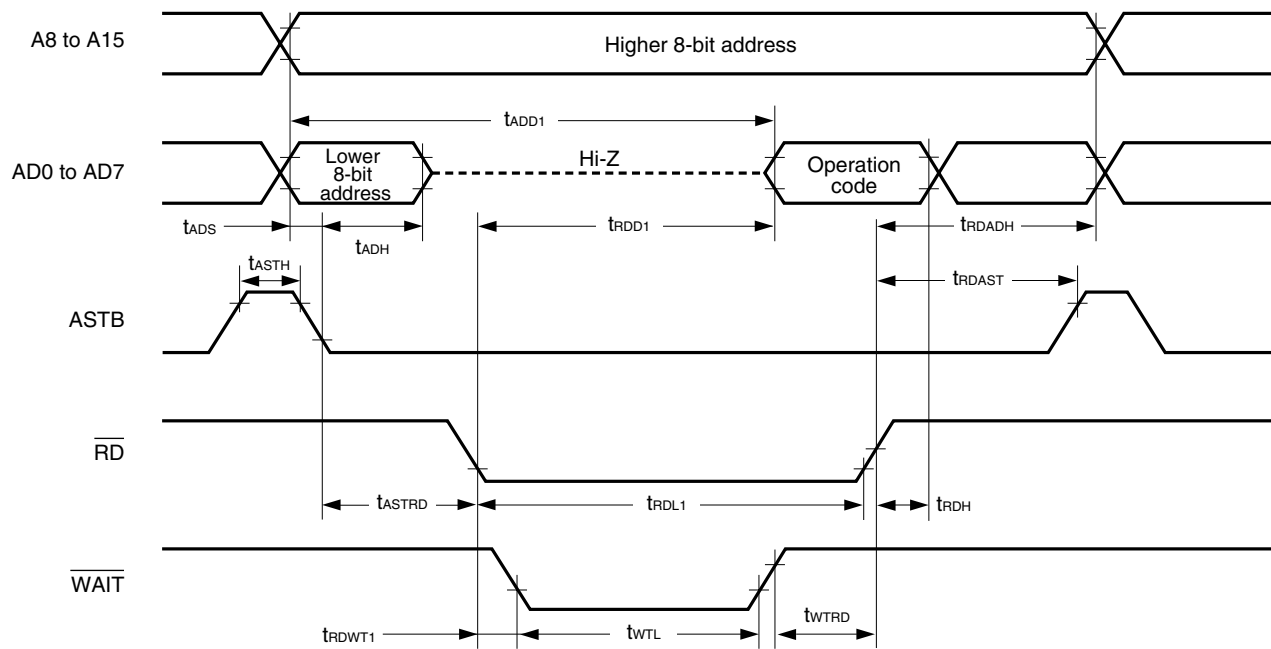 A8 to A15
Higher 8-bit address
tADD1
AD0 to AD7
Lower
8-bit
address
Hi-Z
Operation
code
tADS
tADH
tRDD1
tRDADH
tASTH
tRDAST
ASTB
RD
tASTRD
tRDL1
tRDH
WAIT
tRDWT1
tWTL
tWTRD